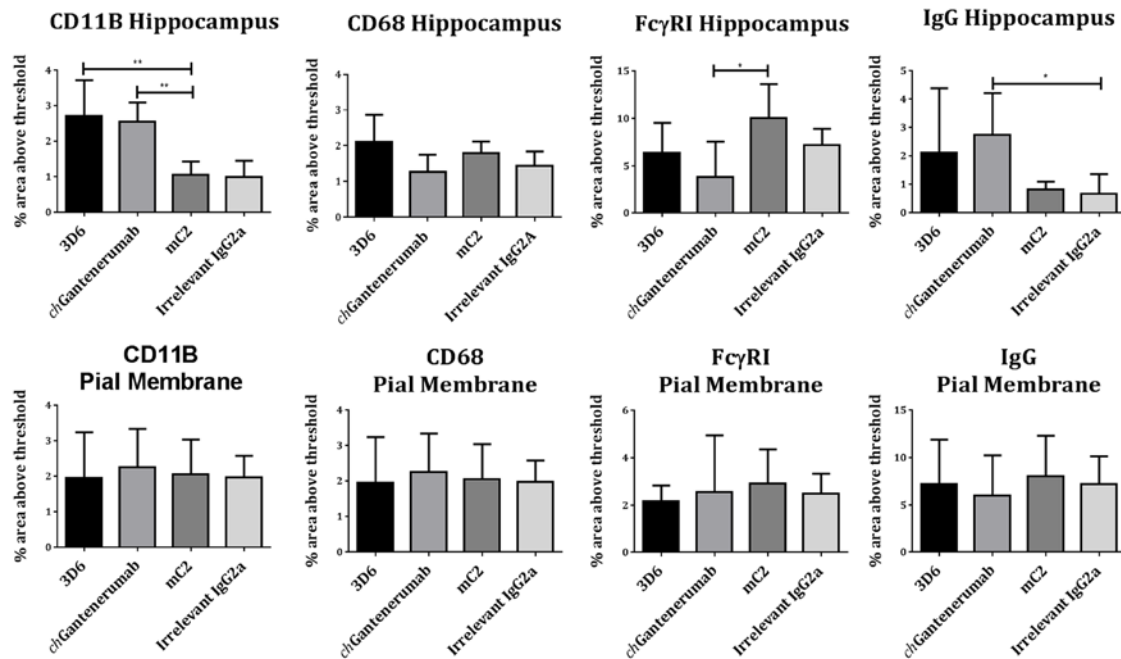 CD11B Hippocampus
% area above threshold
4
3
2
1
0
**
**
3D6
chGantenerumab
mC2
Irrelevant IgG2a
CD68 Hippocampus
% area above threshold
4
3
2
1
0
3D6
chGantenerumab
mC2
Irrelevant IgG2A
FcγRI Hippocampus
% area above threshold
15
10
5
0
*
3D6
chGantenerumab
mC2
Irrelevant IgG2a
IgG Hippocampus
% area above threshold
5
4
3
2
1
0
*
3D6
chGantenerumab
mC2
Irrelevant IgG2a
CD11B
Pial Membrane
% area above threshold
4
3
2
1
0
3D6
chGantenerumab
mC2
Irrelevant IgG2a
CD68
Pial Membrane
% area above threshold
4
3
2
1
0
3D6
chGantenerumab
mC2
Irrelevant IgG2a
FcγRI
Pial Membrane
% area above threshold
6
4
2
0
3D6
chGantenerumab
mC2
Irrelevant IgG2a
IgG
Pial Membrane
% area above threshold
15
10
5
0
3D6
chGantenerumab
mC2
Irrelevant IgG2a